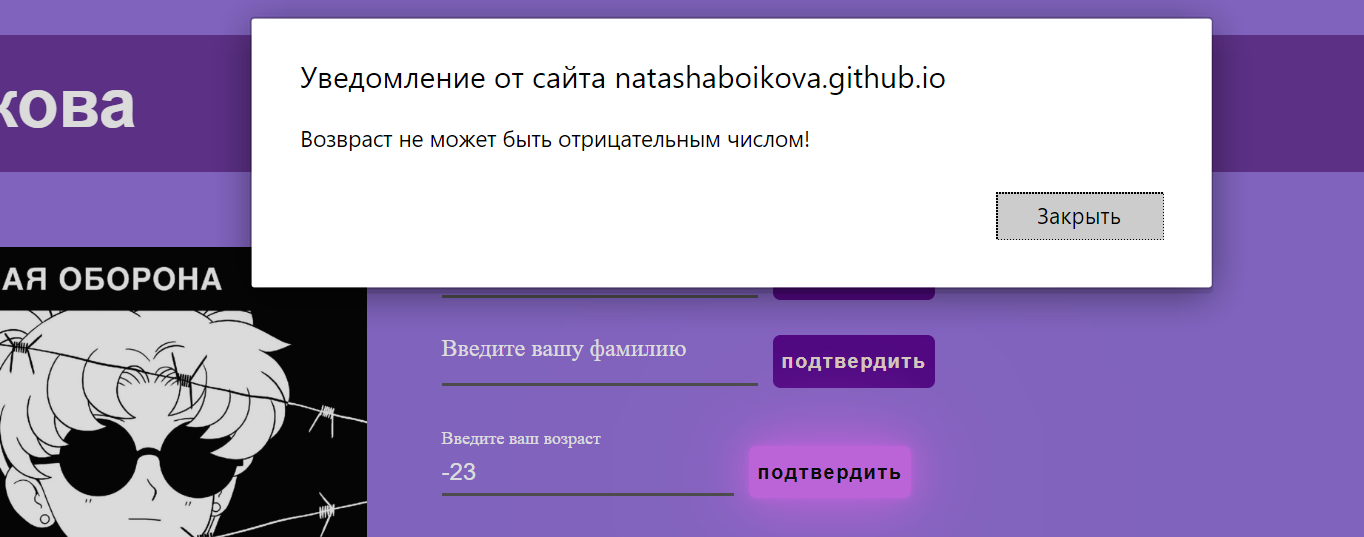 Уведомление от сайта natashaboikova.github.io
Возвраст не может быть отрицательным числом!
Закрыть
кова
АЯ ОБОРОНА
Введите вашу фамилию
подтвердить
Введите ваш возраст
-23
подтвердить